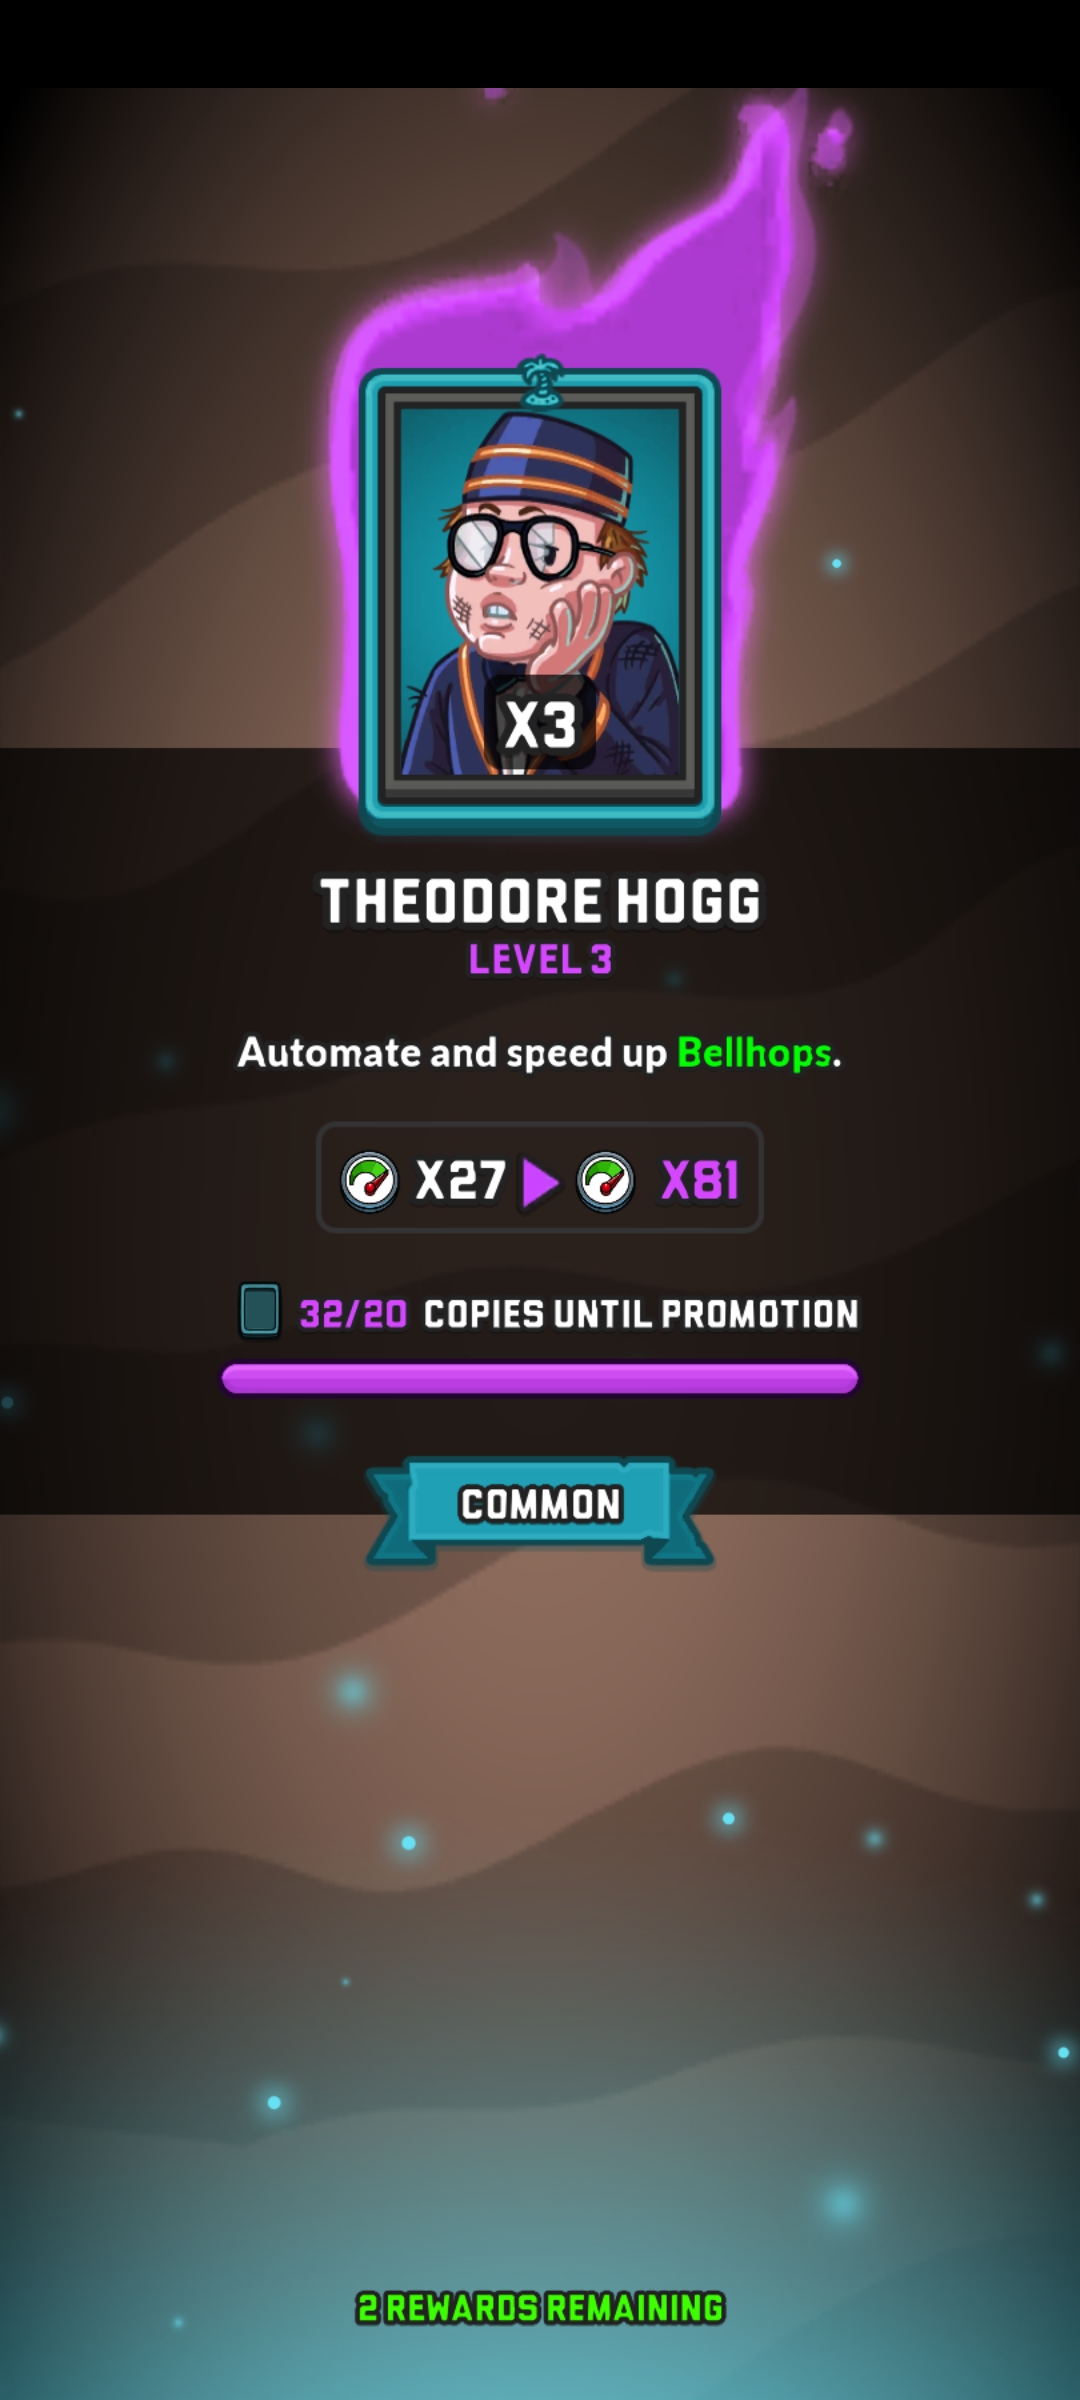 X3
THEODORE HOGG
LEVEL 3
Automate and speed up Bellhops.
X27 X81
32/20 COPIES UNTIL PROMOTION
COMMON
2 REWARDS REMAINING